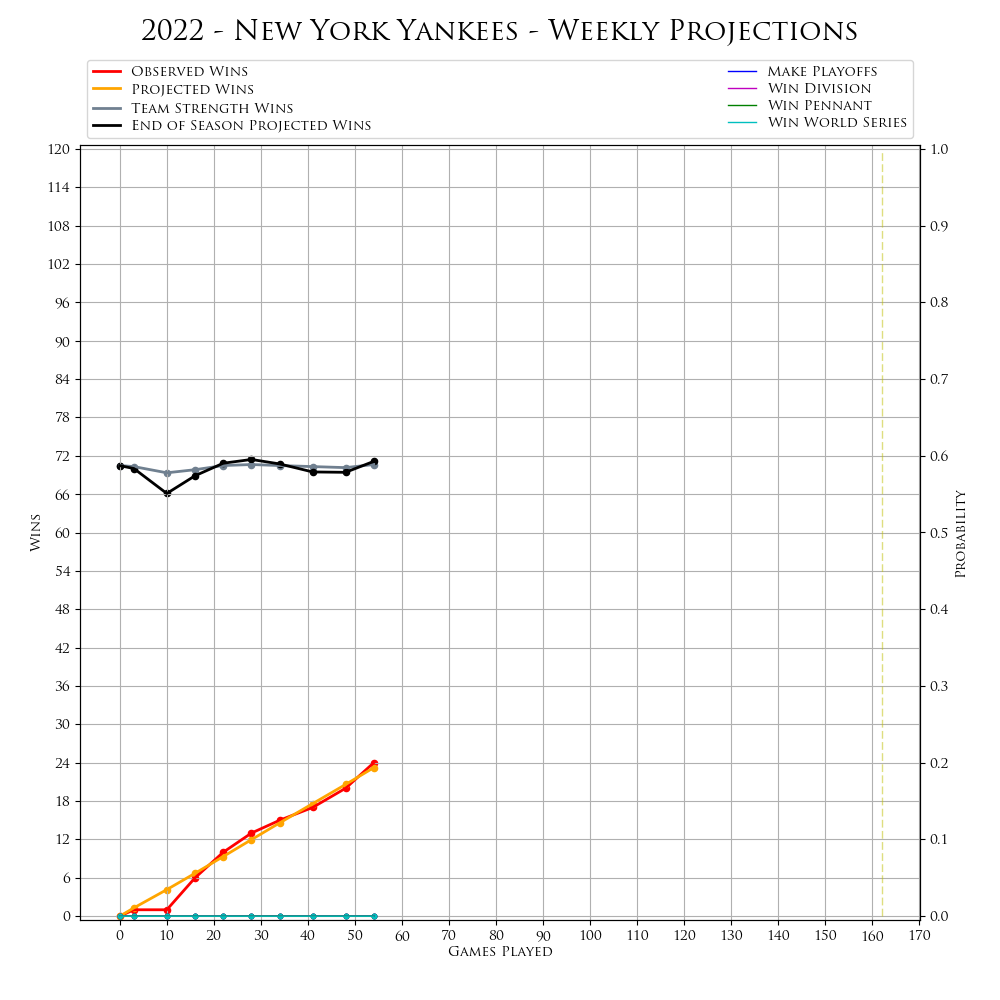 2022 - New York Yankees - Weekly Projections
Observed Wins
Projected Wins
Team Strength Wins
End of Season Projected Wins
Make Playoffs
Win Division
Win Pennant
Win World Series
120
114
108
102
96
90
84
78
72
66
60
54
48
42
36
30
24
18
12
6
0
Wins
1.0
0.9
0.8
0.7
0.6
0.5
0.4
0.3
0.2
0.1
0.0
Probability
0 10 20 30 40 50 60 70 80 90 100 110 120 130 140 150 160 170
Games Played